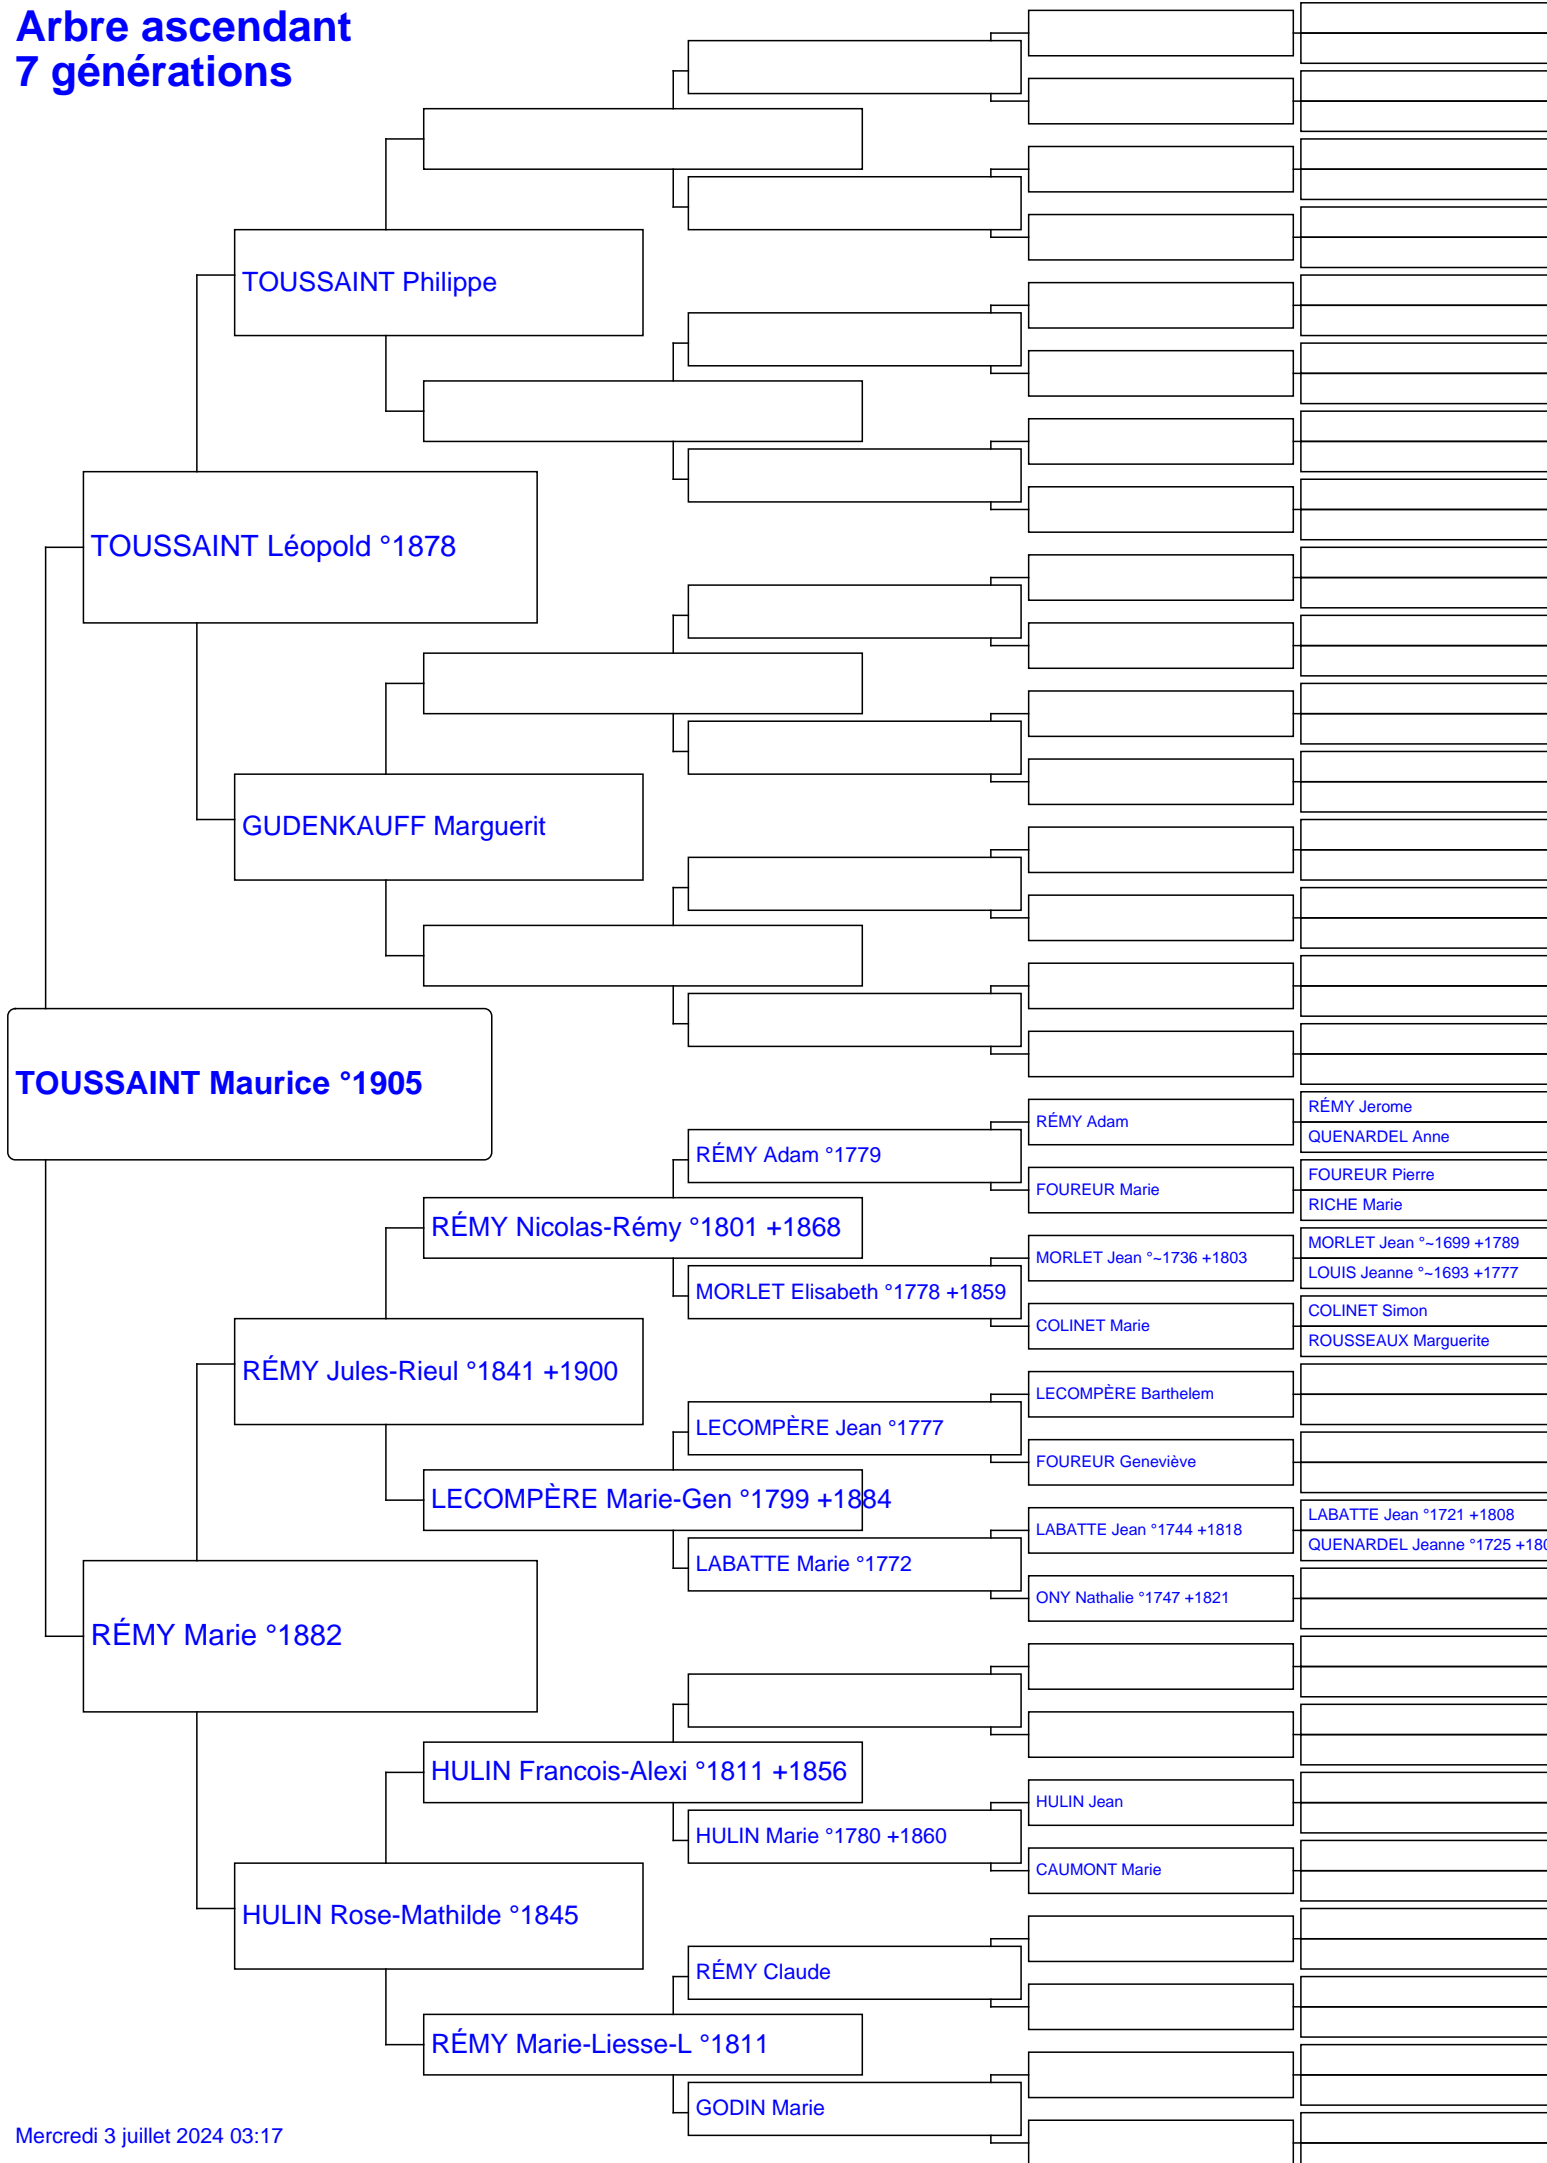 Arbre ascendant
7 générations
TOUSSAINT Philippe
TOUSSAINT Léopold °1878
GUDENKAUFF Marguerit
TOUSSAINT Maurice °1905
RÉMY Jerome
RÉMY Adam
QUENARDEL Anne
RÉMY Adam °1779
FOUREUR Pierre
FOUREUR Marie
RICHE Marie
RÉMY Nicolas-Rémy °1801 +1868
MORLET Jean °~1699 +1789
MORLET Jean °~1736 +1803
LOUIS Jeanne °~1693 +1777
MORLET Elisabeth °1778 +1859
COLINET Simon
COLINET Marie
ROUSSEAUX Marguerite
RÉMY Jules-Rieul °1841 +1900
LECOMPÈRE Barthelem
LECOMPÈRE Jean °1777
FOUREUR Geneviève
LECOMPÈRE Marie-Gen °1799 +1884
LABATTE Jean °1721 +1808
LABATTE Jean °1744 +1818
QUENARDEL Jeanne °1725 +180
LABATTE Marie °1772
ONY Nathalie °1747 +1821
RÉMY Marie °1882
HULIN Francois-Alexi °1811 +1856
HULIN Jean
HULIN Marie °1780 +1860
CAUMONT Marie
HULIN Rose-Mathilde °1845
RÉMY Claude
RÉMY Marie-Liesse-L °1811
GODIN Marie
Mercredi 3 juillet 2024 03:17